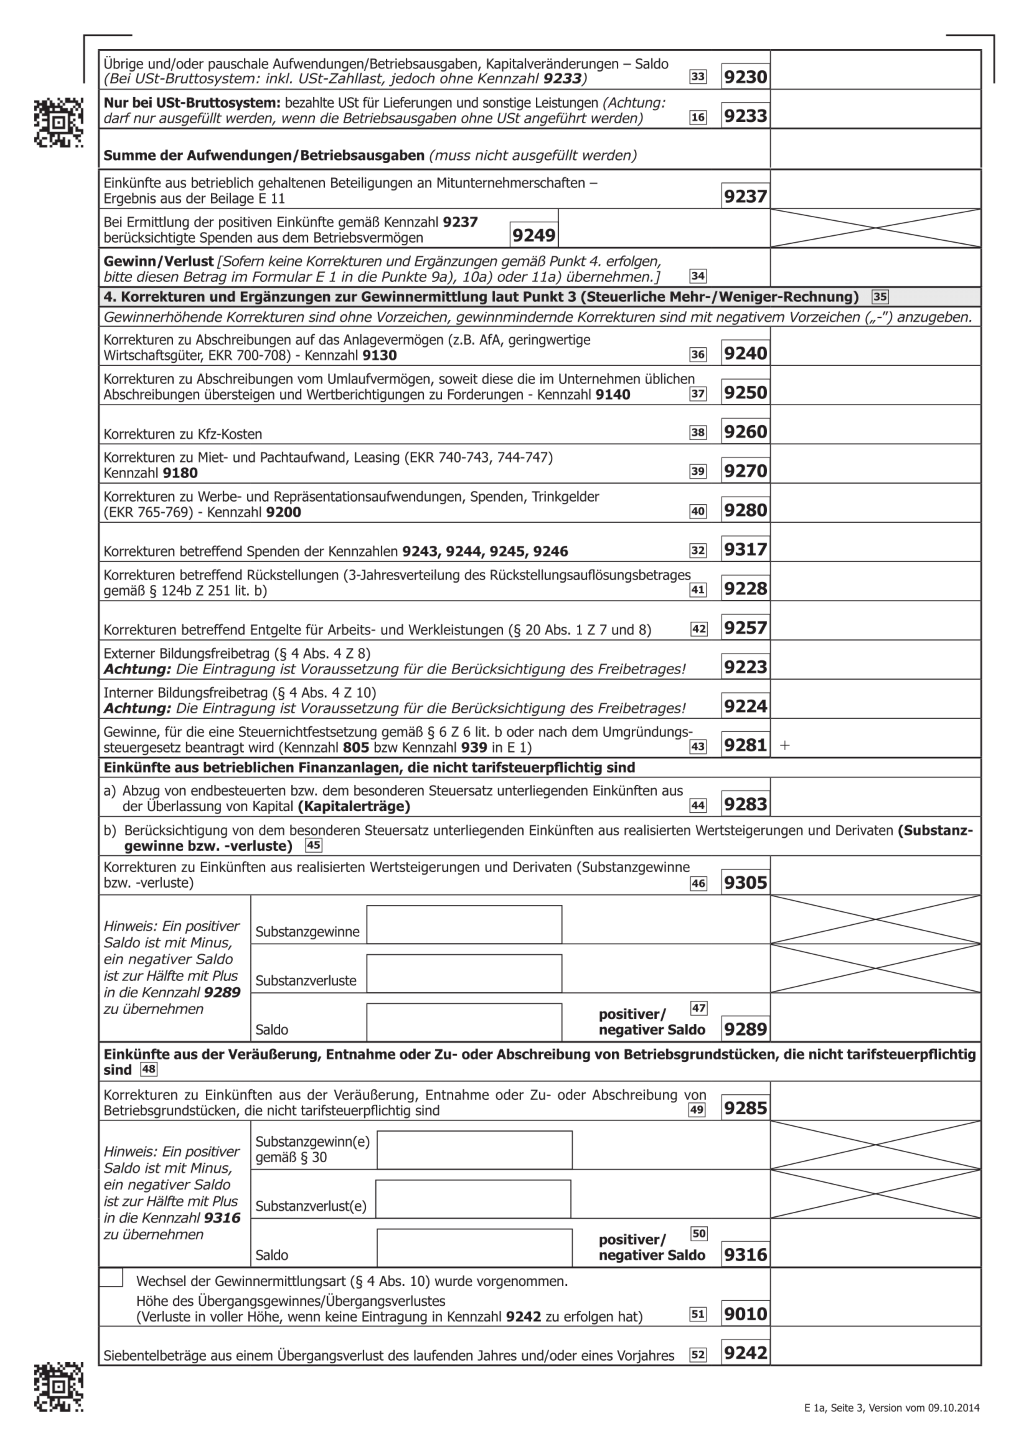 Übrige und/oder pauschale Aufwendungen/Betriebsausgaben, Kapitalveränderungen – Saldo
(Bei USt-Bruttosystem: inkl. USt-Zahllast, jedoch ohne Kennzahl 9233) 33 9230
Nur bei USt-Bruttosystem: bezahlte USt für Lieferungen und sonstige Leistungen (Achtung:
darf nur ausgefüllt werden, wenn die Betriebsausgaben ohne USt angeführt werden) 16 9233
Summe der Aufwendungen/Betriebsausgaben (muss nicht ausgefüllt werden)
Einkünfte aus betrieblich gehaltenen Beteiligungen an Mitunternehmerschaften –
Ergebnis aus der Beilage E 11 9237
Bei Ermittlung der positiven Einkünfte gemäß Kennzahl 9237
berücksichtigte Spenden aus dem Betriebsvermögen 9249
Gewinn/Verlust [Sofern keine Korrekturen und Ergänzungen gemäß Punkt 4. erfolgen,
bitte diesen Betrag im Formular E 1 in die Punkte 9a), 10a) oder 11a) übernehmen.] 34
4. Korrekturen und Ergänzungen zur Gewinnermittlung laut Punkt 3 (Steuerliche Mehr-/Weniger-Rechnung) 35
Gewinnerhöhende Korrekturen sind ohne Vorzeichen, gewinnmindernde Korrekturen sind mit negativem Vorzeichen („-") anzugeben.
Korrekturen zu Abschreibungen auf das Anlagevermögen (z.B. AfA, geringwertige
Wirtschaftsgüter, EKR 700-708) - Kennzahl 9130 36 9240
Korrekturen zu Abschreibungen vom Umlaufvermögen, soweit diese die im Unternehmen üblichen
Abschreibungen übersteigen und Wertberichtigungen zu Forderungen - Kennzahl 9140 37 9250
Korrekturen zu Kfz-Kosten 38 9260
Korrekturen zu Miet- und Pachtaufwand, Leasing (EKR 740-743, 744-747)
Kennzahl 9180 39 9270
Korrekturen zu Werbe- und Repräsentationsaufwendungen, Spenden, Trinkgelder
(EKR 765-769) - Kennzahl 9200 40 9280
Korrekturen betreffend Spenden der Kennzahlen 9243, 9244, 9245, 9246 32 9317
Korrekturen betreffend Rückstellungen (3-Jahresverteilung des Rückstellungsauflösungsbetrages
gemäß § 124b Z 251 lit. b) 41 9228
Korrekturen betreffend Entgelte für Arbeits- und Werkleistungen (§ 20 Abs. 1 Z 7 und 8) 42 9257
Externer Bildungsfreibetrag (§ 4 Abs. 4 Z 8)
Achtung: Die Eintragung ist Voraussetzung für die Berücksichtigung des Freibetrages! 9223
Interner Bildungsfreibetrag (§ 4 Abs. 4 Z 10)
Achtung: Die Eintragung ist Voraussetzung für die Berücksichtigung des Freibetrages! 9224
Gewinne, für die eine Steuernichtfestsetzung gemäß § 6 Z 6 lit. b oder nach dem Umgründungs-
steuergesetz beantragt wird (Kennzahl 805 bzw Kennzahl 939 in E 1) 43 9281 +
Einkünfte aus betrieblichen Finanzanlagen, die nicht tarifsteuerpflichtig sind
a) Abzug von endbesteuerten bzw. dem besonderen Steuersatz unterliegenden Einkünften aus
der Überlassung von Kapital (Kapitalerträge) 44 9283
b) Berücksichtigung von dem besonderen Steuersatz unterliegenden Einkünften aus realisierten Wertsteigerungen und Derivaten (Substanz-
gewinne bzw. -verluste) 45
Korrekturen zu Einkünften aus realisierten Wertsteigerungen und Derivaten (Substanzgewinne
bzw. -verluste) 46 9305
Hinweis: Ein positiver
Saldo ist mit Minus,
ein negativer Saldo
ist zur Hälfte mit Plus
in die Kennzahl 9289
zu übernehmen
Substanzgewinne
Substanzverluste
Saldo
positiver/ 47
negativer Saldo 9289
Einkünfte aus der Veräußerung, Entnahme oder Zu- oder Abschreibung von Betriebsgrundstücken, die nicht tarifsteuerpflichtig
sind 48
Korrekturen zu Einkünften aus der Veräußerung, Entnahme oder Zu- oder Abschreibung von
Betriebsgrundstücken, die nicht tarifsteuerpflichtig sind 49 9285
Hinweis: Ein positiver
Saldo ist mit Minus,
ein negativer Saldo
ist zur Hälfte mit Plus
in die Kennzahl 9316
zu übernehmen
Substanzgewinn(e)
gemäß § 30
Substanzverlust(e)
Saldo
positiver/ 50
negativer Saldo 9316
Wechsel der Gewinnermittlungsart (§ 4 Abs. 10) wurde vorgenommen.
Höhe des Übergangsgewinnes/Übergangsverlustes
(Verluste in voller Höhe, wenn keine Eintragung in Kennzahl 9242 zu erfolgen hat) 51 9010
Siebentelbeträge aus einem Übergangsverlust des laufenden Jahres und/oder eines Vorjahres 52 9242
E 1a, Seite 3, Version vom 09.10.2014